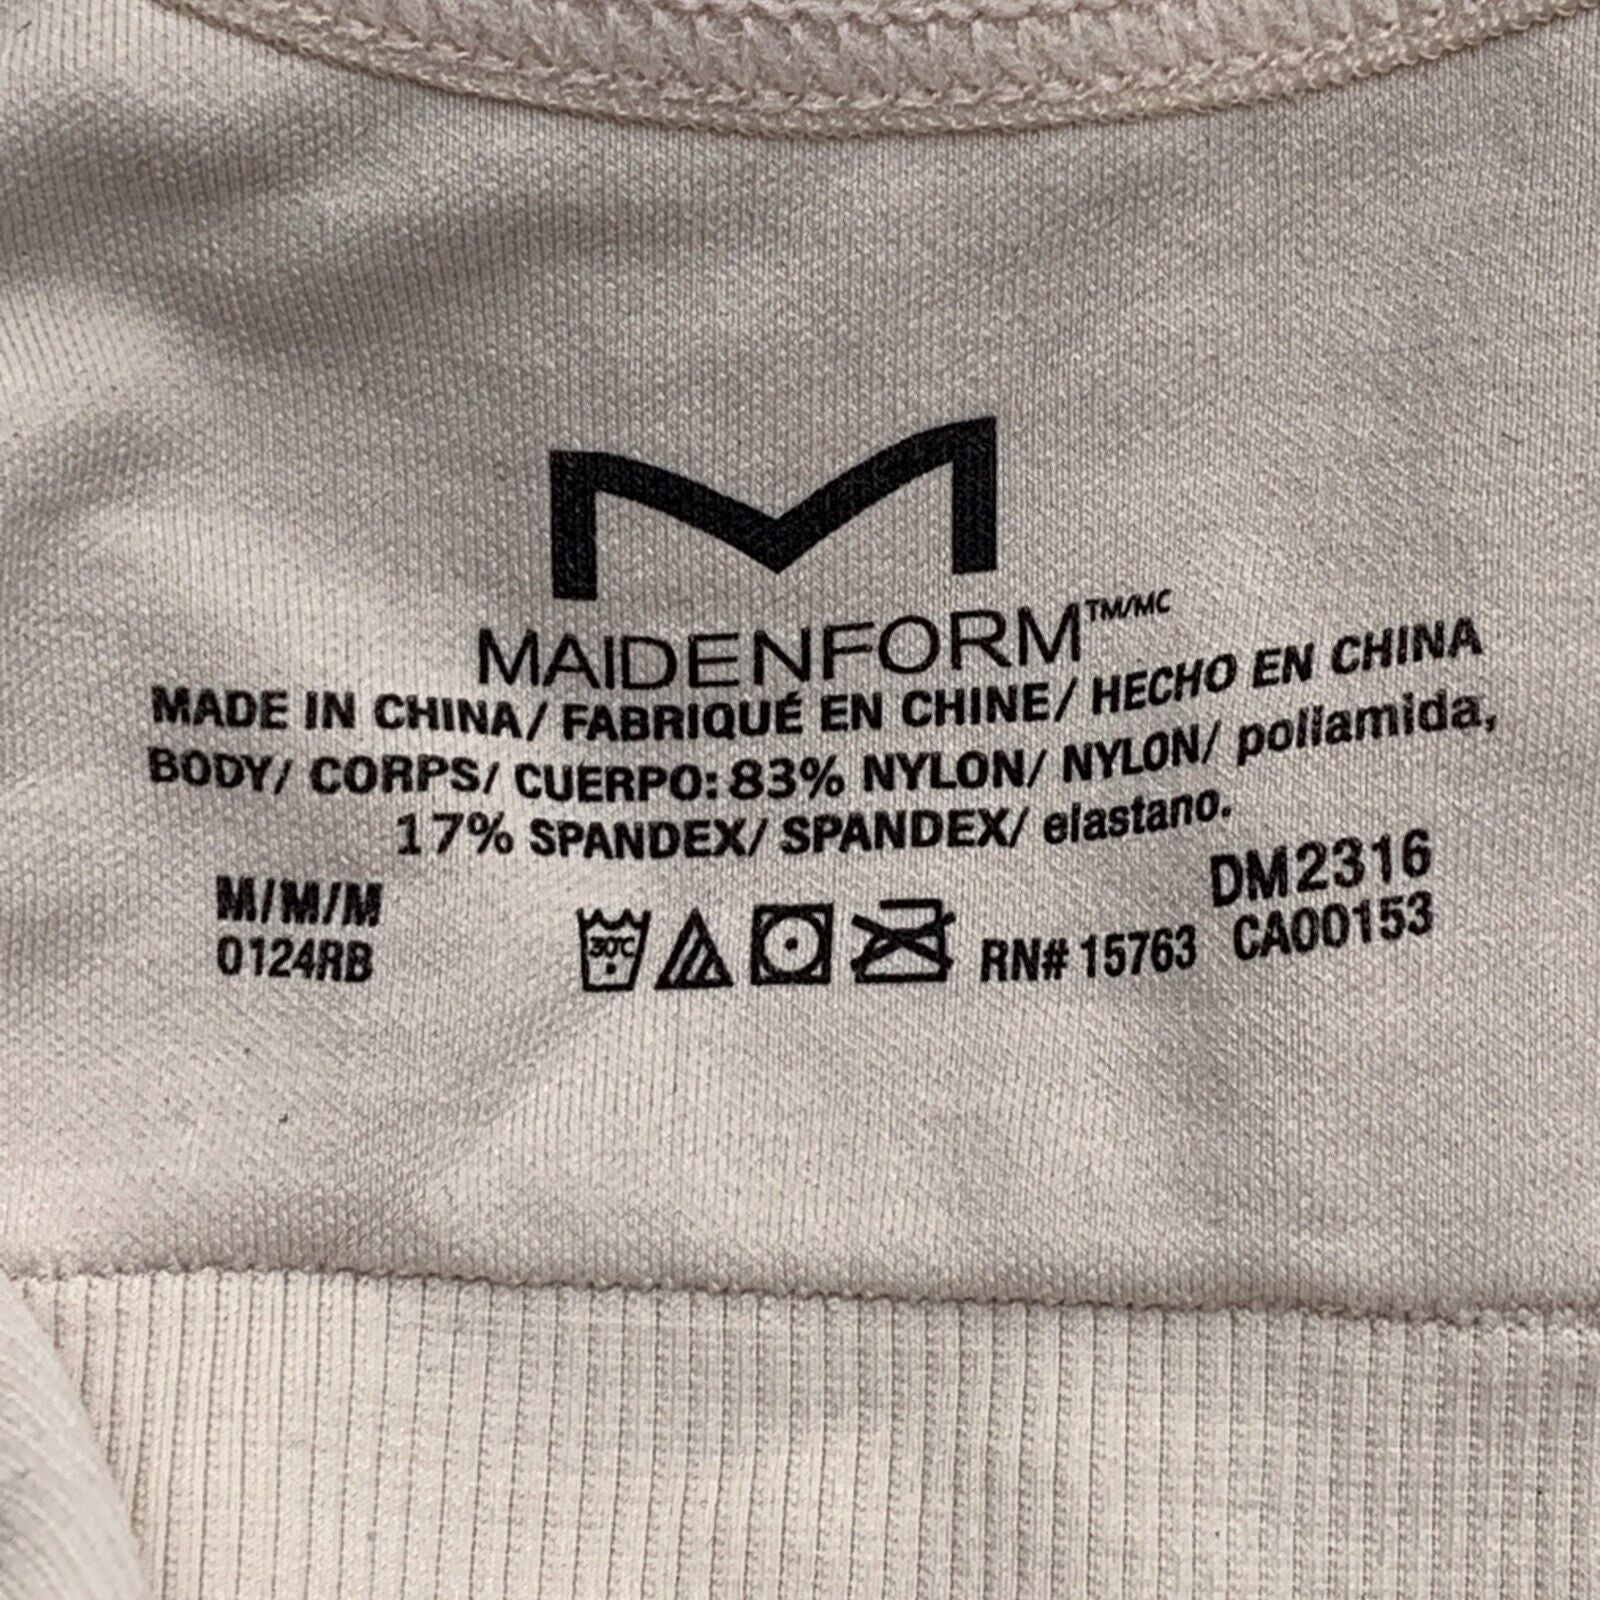 MAIDENFORM™/MC
MADE IN CHINA/ FABRIQUÉ EN CHINE/ HECHO EN CHINA
BODY/ CORPS/ CUERPO: 83% NYLON/ NYLON/ poliamida,
17% SPANDEX/ SPANDEX/ elastano.
M/M/M
0124RB
30°C
RN# 15763
DM2316
CA00153